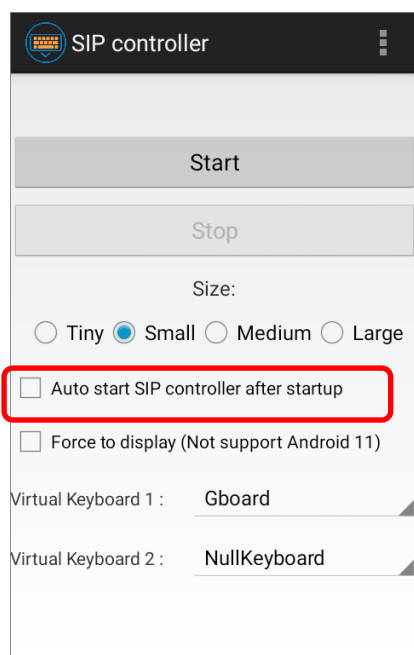 SIP controller
Start
Stop
Size:
Tiny Small Medium Large
Auto start SIP controller after startup
Force to display (Not support Android 11)
Virtual Keyboard 1 : Gboard
Virtual Keyboard 2 : NullKeyboard